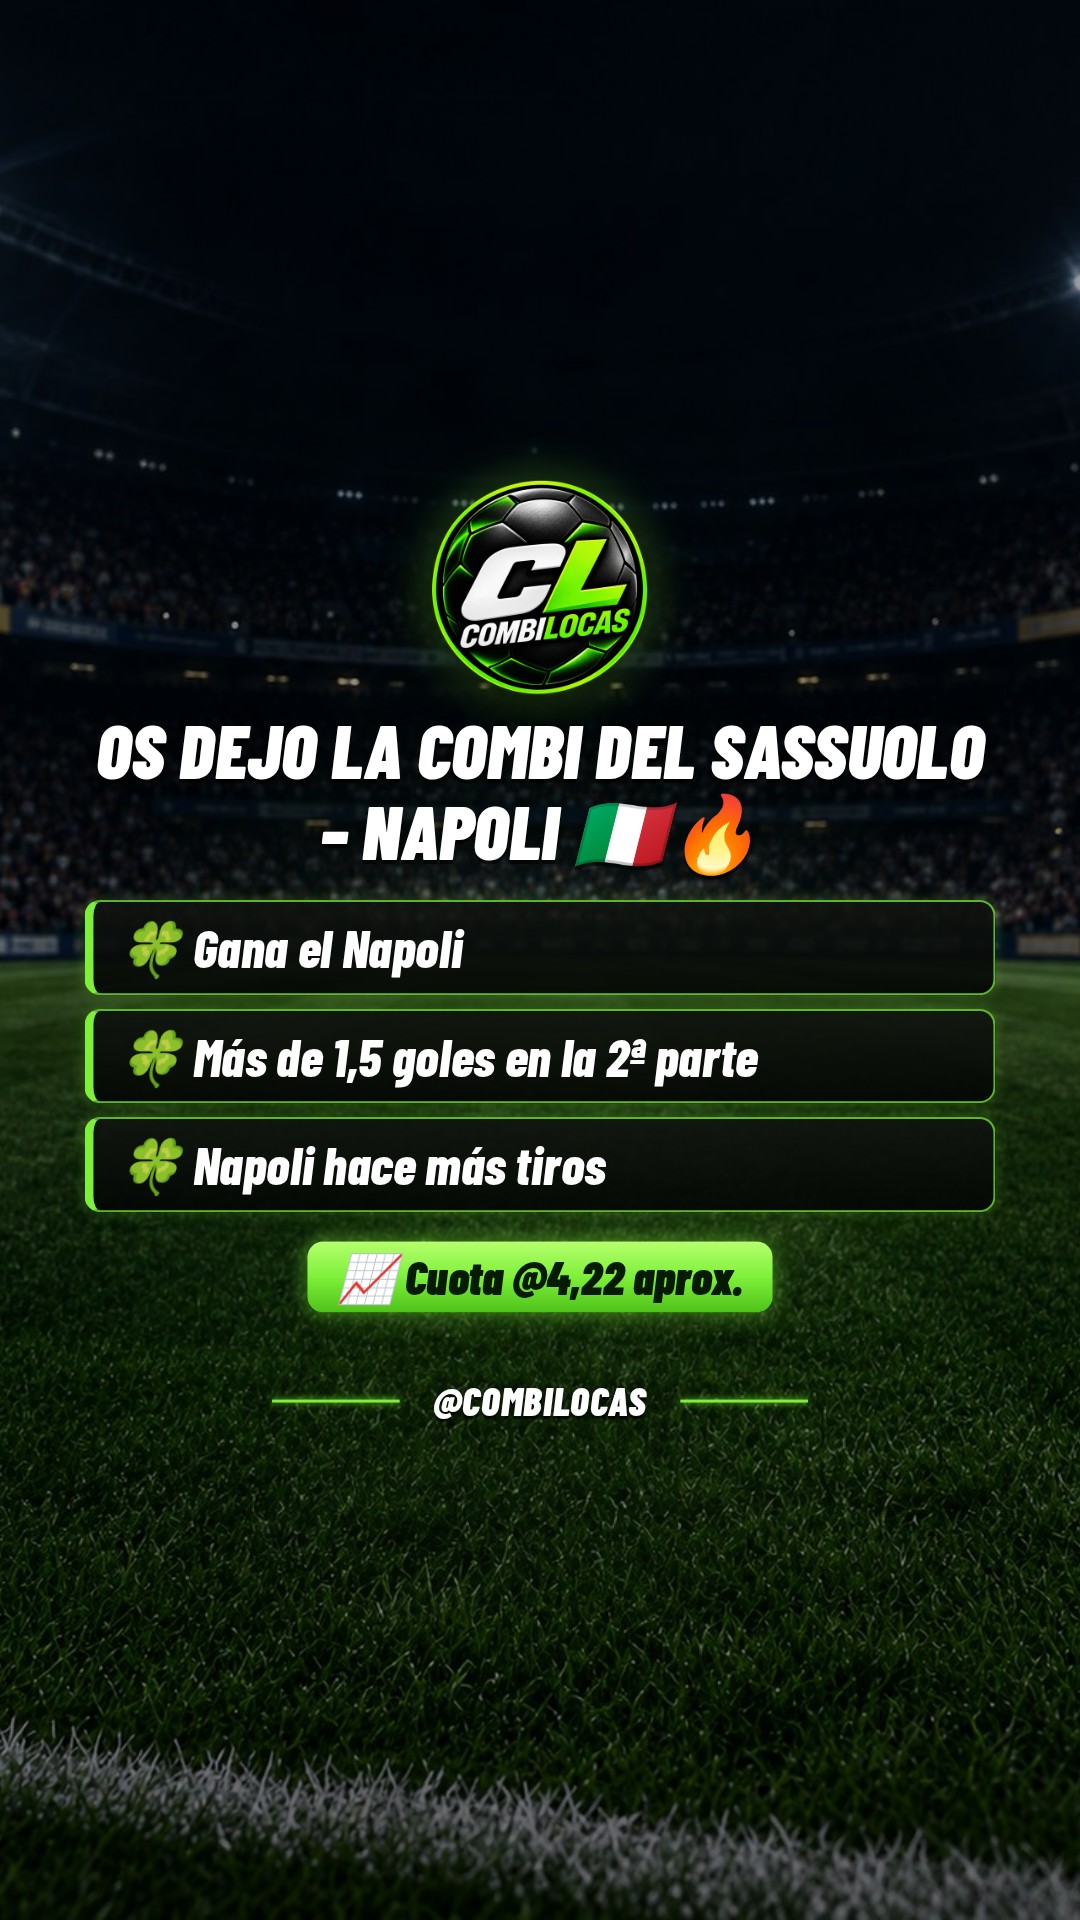 CL
COMBILOCAS
OS DEJO LA COMBI DEL SASSUOLO
- NAPOLI 🇮🇹🔥
🍀 Gana el Napoli
🍀 Más de 1,5 goles en la 2ª parte
🍀 Napoli hace más tiros
📈 Cuota @4,22 aprox.
@COMBILOCAS